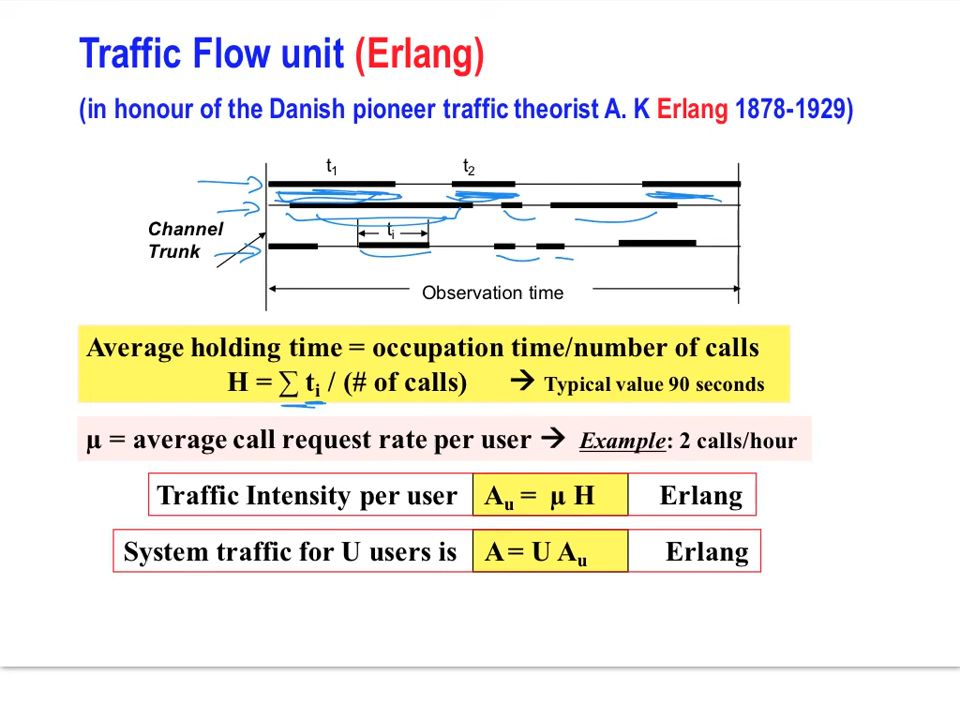 Traffic Flow unit (Erlang)
(in honour of the Danish pioneer traffic theorist A. K Erlang 1878-1929)
t1 t2
Channel
Trunk
ti
Observation time
Average holding time = occupation time/number of calls
H = ∑ ti / (# of calls) → Typical value 90 seconds
μ = average call request rate per user → Example: 2 calls/hour
Traffic Intensity per user Au = μ H Erlang
System traffic for U users is A = U Au Erlang